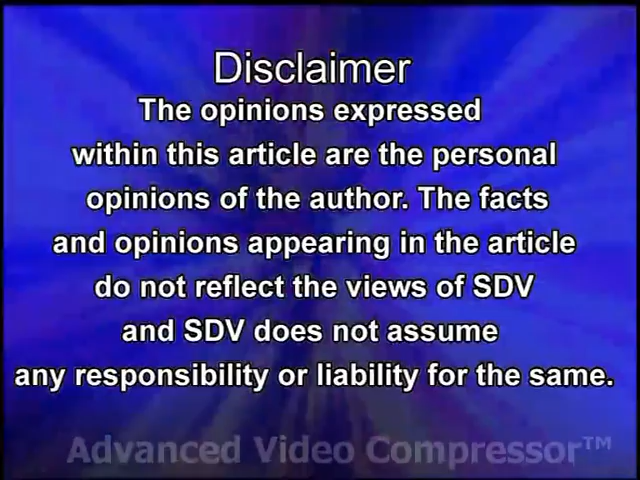 Disclaimer
The opinions expressed
within this article are the personal
opinions of the author. The facts
and opinions appearing in the article
do not reflect the views of SDV
and SDV does not assume
any responsibility or liability for the same.
Advanced Video Compressor™